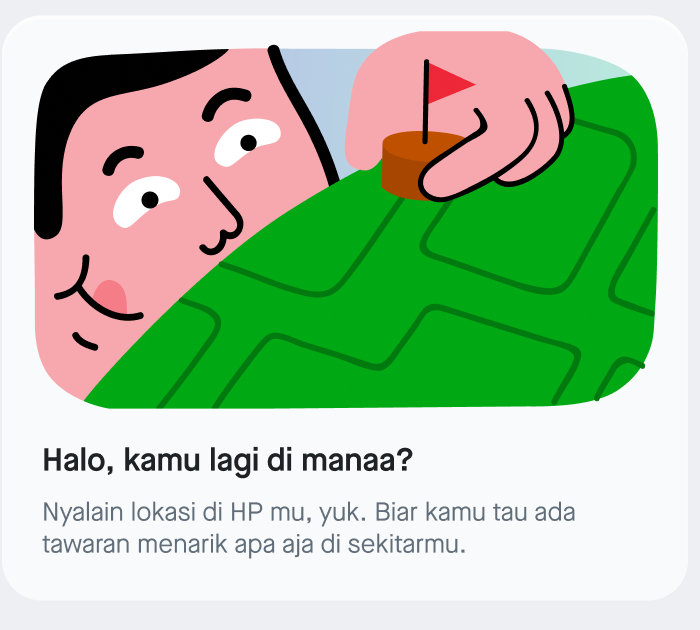 Halo, kamu lagi di manaa?
Nyalain lokasi di HP mu, yuk. Biar kamu tau ada
tawaran menarik apa aja di sekitarmu.